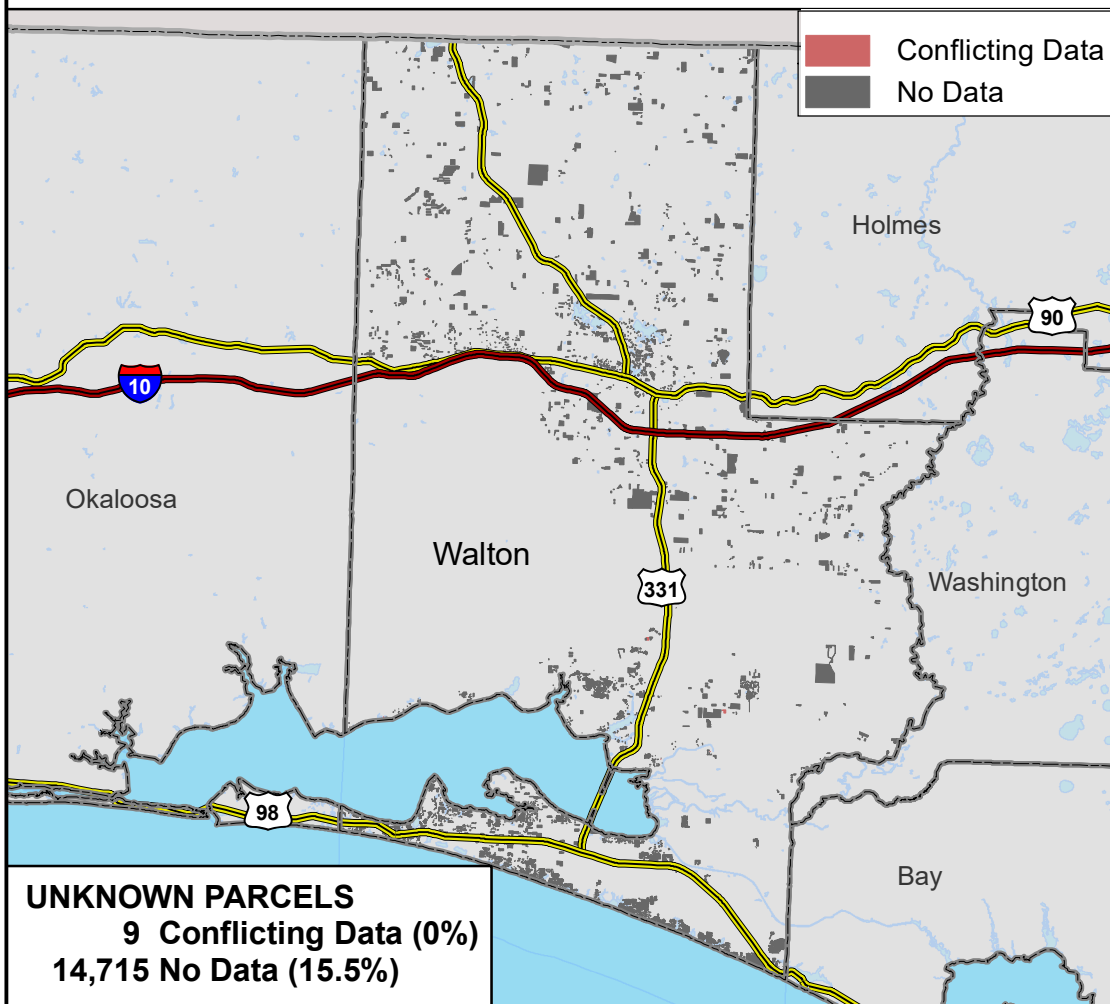 Conflicting Data
No Data
Holmes
90
10
Okaloosa
Walton
331
Washington
98
Bay
UNKNOWN PARCELS
9 Conflicting Data (0%)
14,715 No Data (15.5%)